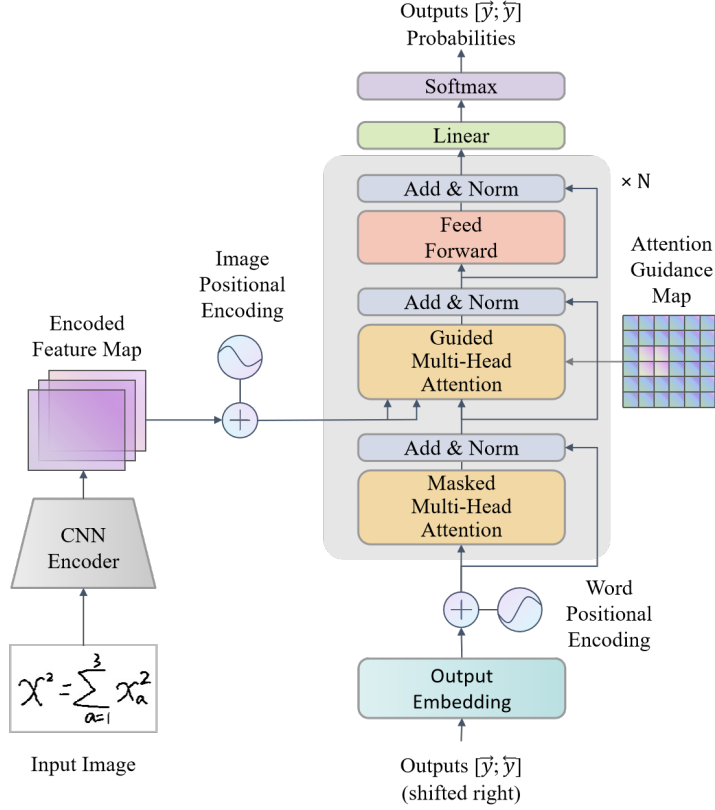 Outputs [y⃗; y⃖]
Probabilities
Softmax
Linear
Add & Norm
× N
Feed
Forward
Attention
Guidance
Map
Image
Positional
Encoding
Add & Norm
Encoded
Feature Map
Guided
Multi-Head
Attention
Add & Norm
Masked
Multi-Head
Attention
CNN
Encoder
Word
Positional
Encoding
x² = ∑_{a=1}^{3} x_a²
Output
Embedding
Input Image
Outputs [y⃗; y⃖]
(shifted right)